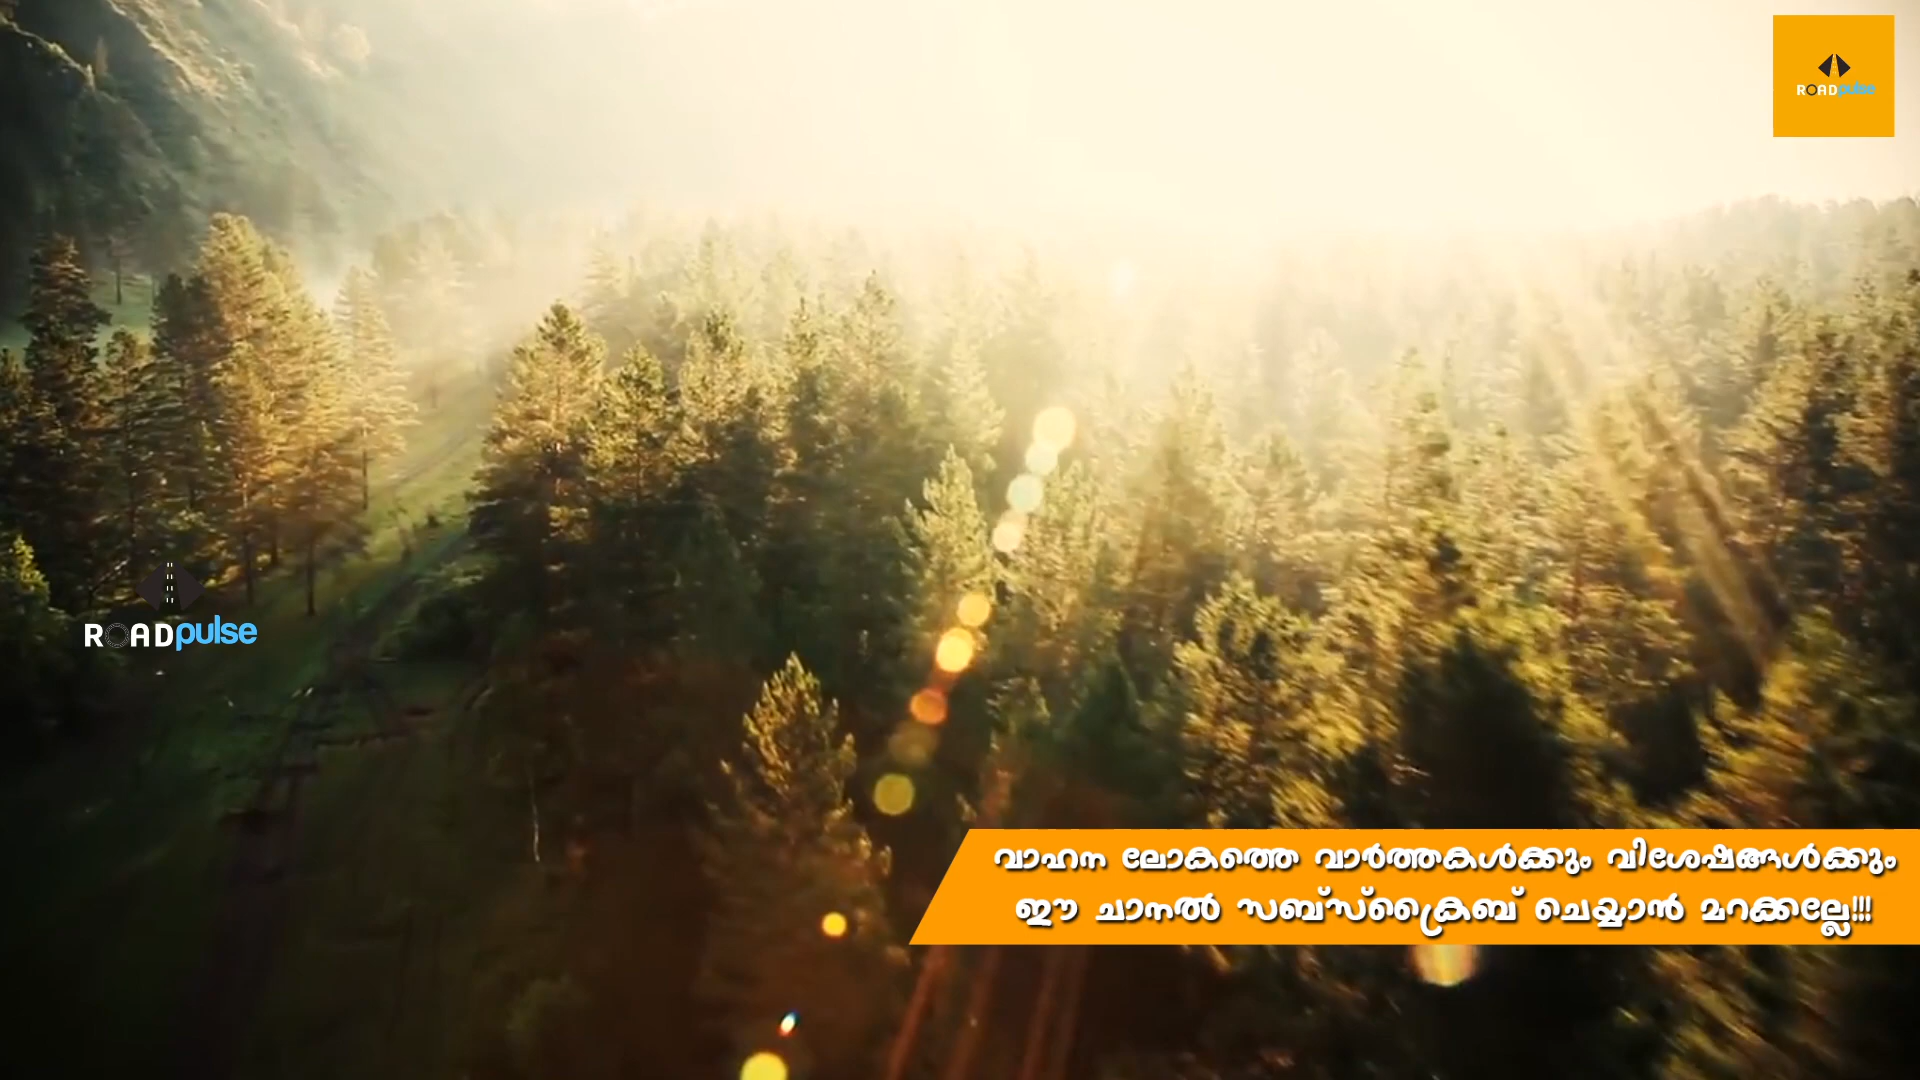 ROADpulse
ROADpulse
വാഹന ലോകത്തെ വാർത്തകൾക്കും വിശേഷങ്ങൾക്കും
ഈ ചാനൽ സബ്സ്ക്രൈബ് ചെയ്യാൻ മറക്കല്ലേ!!!